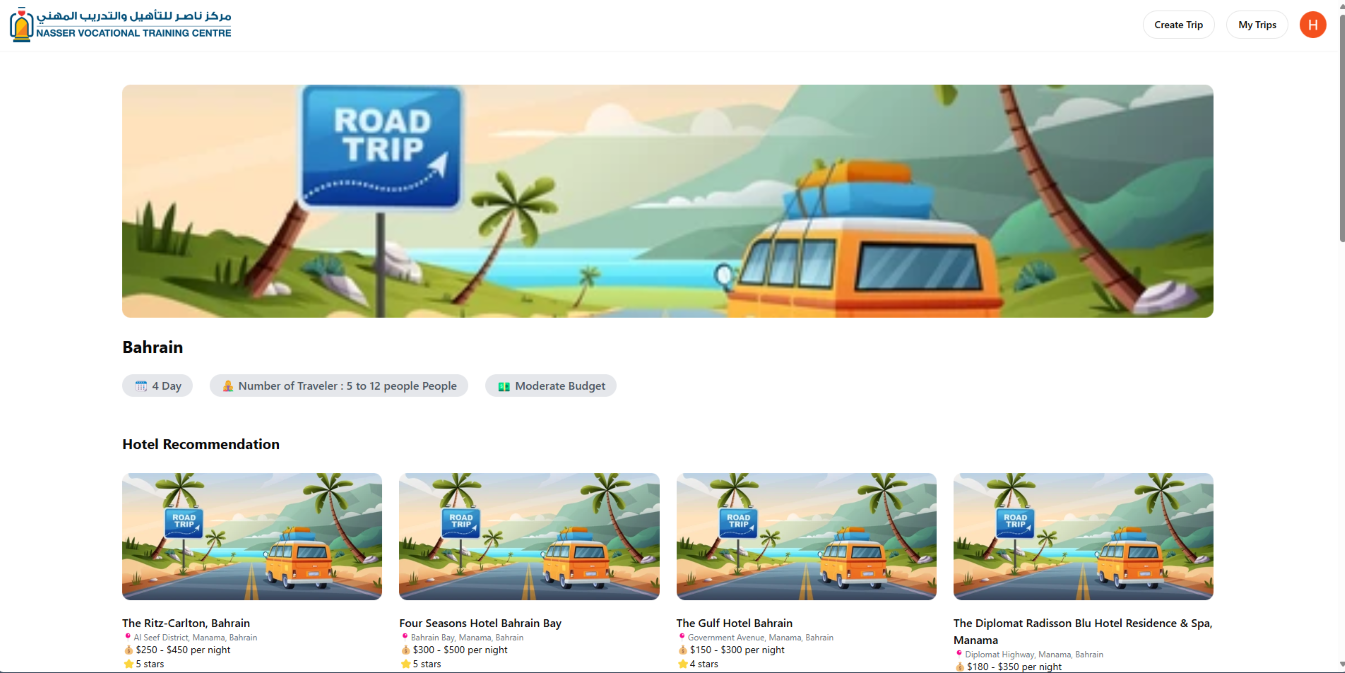 مركز ناصر للتأهيل والتدريب المهني
NASSER VOCATIONAL TRAINING CENTRE
Create Trip
My Trips
H
ROAD
TRIP
Bahrain
📅 4 Day
Number of Traveler : 5 to 12 people People
💵 Moderate Budget
Hotel Recommendation
ROAD
TRIP
ROAD
TRIP
ROAD
TRIP
ROAD
TRIP
The Ritz-Carlton, Bahrain
📍 Al Seef District, Manama, Bahrain
💰 $250 - $450 per night
⭐ 5 stars
Four Seasons Hotel Bahrain Bay
📍 Bahrain Bay, Manama, Bahrain
💰 $300 - $500 per night
⭐ 5 stars
The Gulf Hotel Bahrain
📍 Government Avenue, Manama, Bahrain
💰 $150 - $300 per night
⭐ 4 stars
The Diplomat Radisson Blu Hotel Residence & Spa,
Manama
📍 Diplomat Highway, Manama, Bahrain
💰 $180 - $350 per night